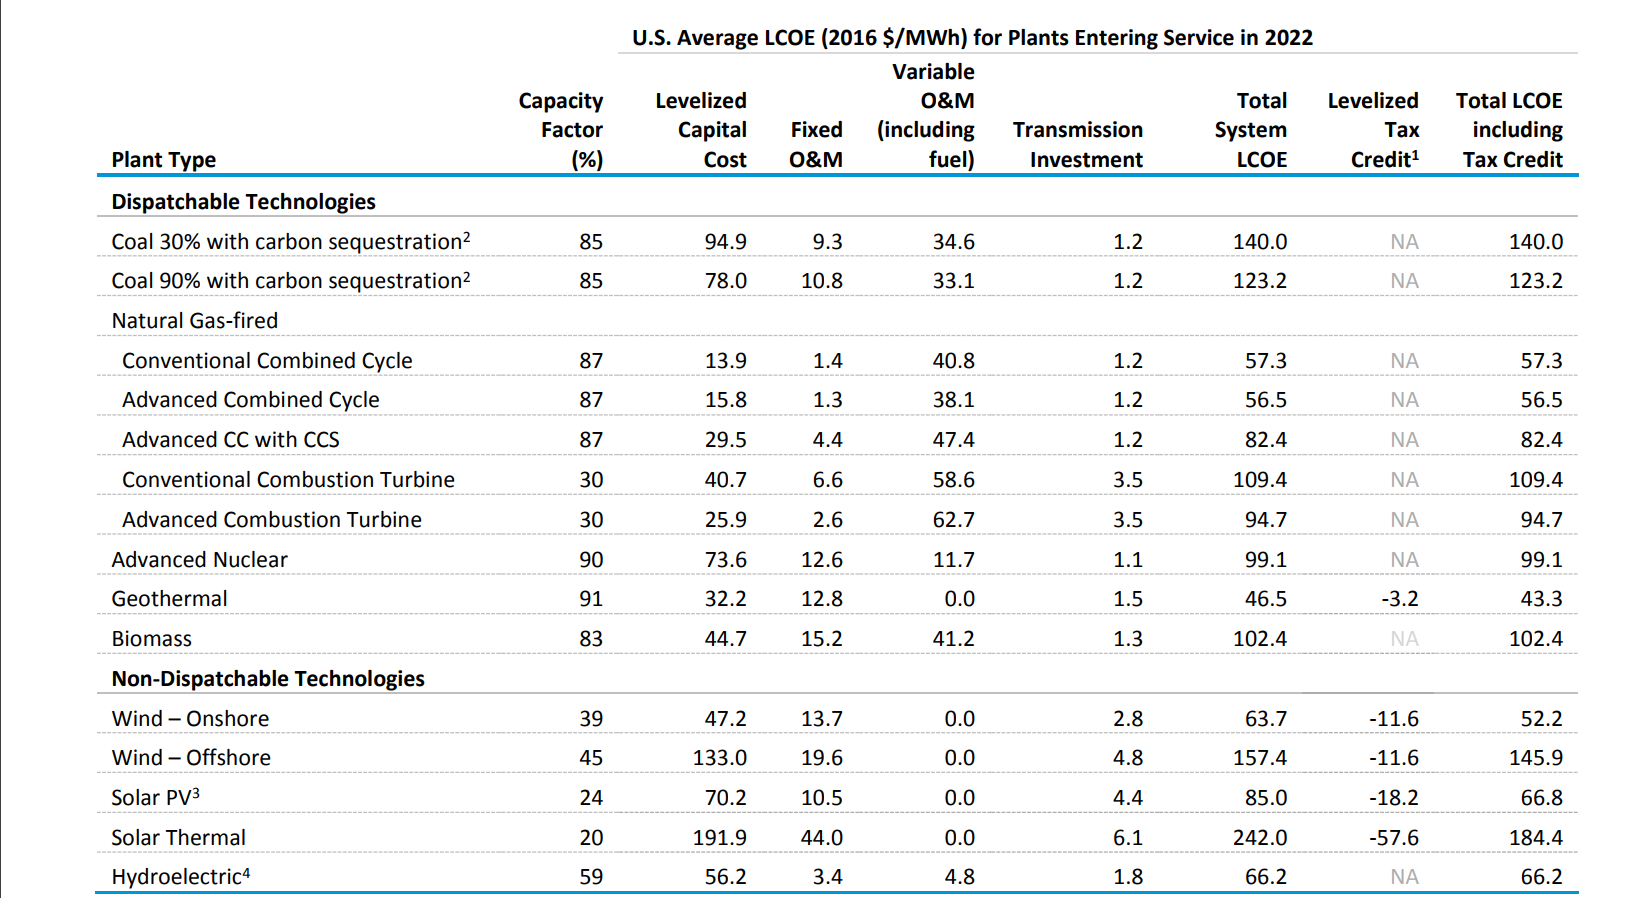 U.S. Average LCOE (2016 $/MWh) for Plants Entering Service in 2022
Plant Type Capacity Factor (%) Levelized Capital Cost Fixed O&M Variable O&M (including fuel) Transmission Investment Total System LCOE Levelized Tax Credit¹ Total LCOE including Tax Credit
Dispatchable Technologies
Coal 30% with carbon sequestration² 85 94.9 9.3 34.6 1.2 140.0 NA 140.0
Coal 90% with carbon sequestration² 85 78.0 10.8 33.1 1.2 123.2 NA 123.2
Natural Gas-fired
Conventional Combined Cycle 87 13.9 1.4 40.8 1.2 57.3 NA 57.3
Advanced Combined Cycle 87 15.8 1.3 38.1 1.2 56.5 NA 56.5
Advanced CC with CCS 87 29.5 4.4 47.4 1.2 82.4 NA 82.4
Conventional Combustion Turbine 30 40.7 6.6 58.6 3.5 109.4 NA 109.4
Advanced Combustion Turbine 30 25.9 2.6 62.7 3.5 94.7 NA 94.7
Advanced Nuclear 90 73.6 12.6 11.7 1.1 99.1 NA 99.1
Geothermal 91 32.2 12.8 0.0 1.5 46.5 -3.2 43.3
Biomass 83 44.7 15.2 41.2 1.3 102.4 NA 102.4
Non-Dispatchable Technologies
Wind – Onshore 39 47.2 13.7 0.0 2.8 63.7 -11.6 52.2
Wind – Offshore 45 133.0 19.6 0.0 4.8 157.4 -11.6 145.9
Solar PV³ 24 70.2 10.5 0.0 4.4 85.0 -18.2 66.8
Solar Thermal 20 191.9 44.0 0.0 6.1 242.0 -57.6 184.4
Hydroelectric⁴ 59 56.2 3.4 4.8 1.8 66.2 NA 66.2